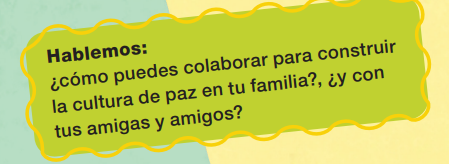 Hablemos:
¿cómo puedes colaborar para construir
la cultura de paz en tu familia?, ¿y con
tus amigas y amigos?